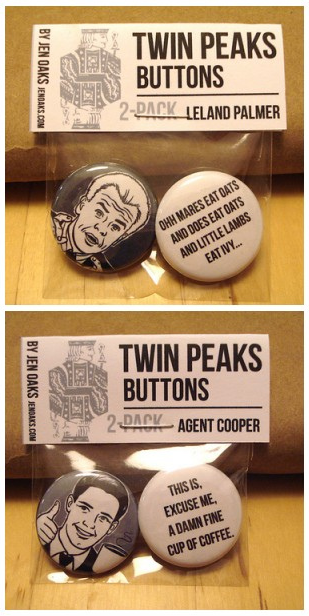 BY JEN OAKS JENOAKS.COM
TWIN PEAKS
BUTTONS
2-PACK LELAND PALMER
OHH MARES EAT OATS
AND DOES EAT OATS
AND LITTLE LAMBS
EAT IVY...
BY JEN OAKS JENOAKS.COM
TWIN PEAKS
BUTTONS
2-PACK AGENT COOPER
THIS IS,
EXCUSE ME,
A DAMN FINE
CUP OF COFFEE.